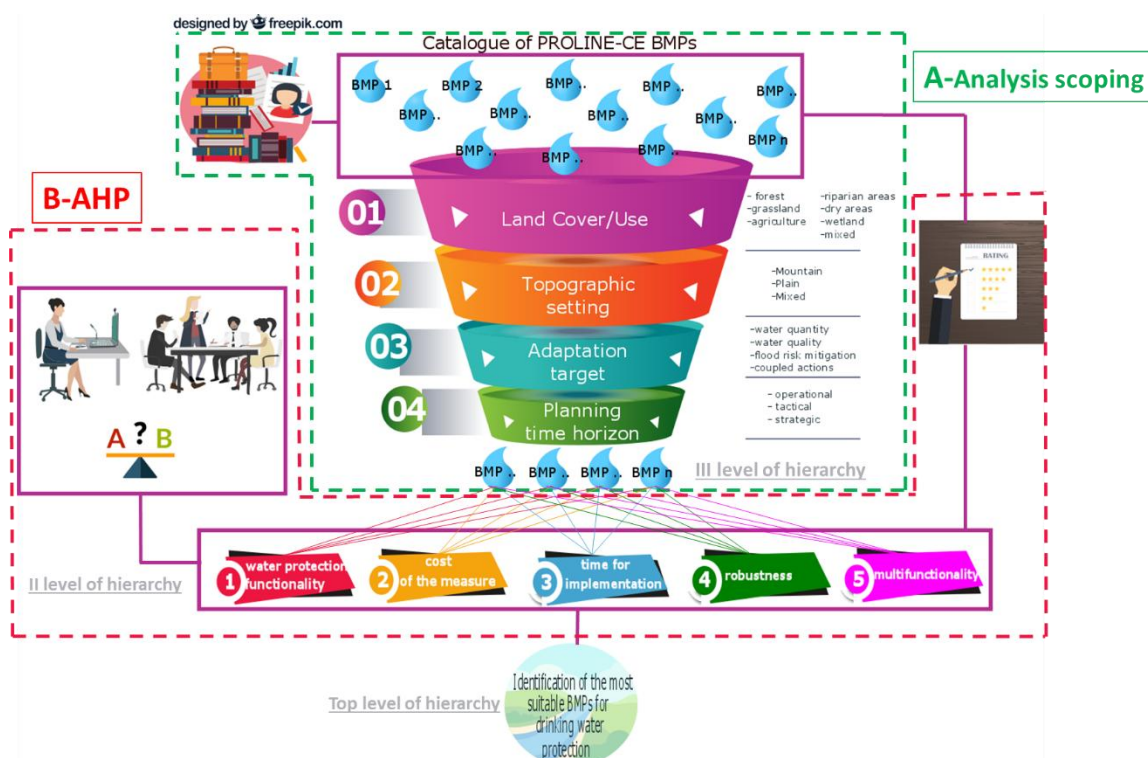 designed by freepik.com
Catalogue of PROLINE-CE BMPs
A-Analysis scoping
BMP 1
BMP 2
BMP ..
BMP ..
BMP ..
BMP ..
BMP ..
BMP ..
BMP ..
BMP n
BMP ..
BMP ..
BMP ..
B-AHP
01
Land Cover/Use
- forest
-grassland
-agriculture
-riparian areas
-dry areas
-wetland
-mixed
RATING
02
Topographic
setting
-Mountain
-Plain
-Mixed
03
Adaptation
target
-water quantity
-water quality
-flood risk mitigation
-coupled actions
04
Planning
time horizon
- operational
- tactical
- strategic
A ? B
BMP ..
BMP ..
BMP ..
BMP n
III level of hierarchy
II level of hierarchy
1
water protection
functionality
2
cost
of the measure
3
time for
implementation
4
robustness
5
multifunctionality
Top level of hierarchy
Identification of the most
suitable BMPs for
drinking water
protection